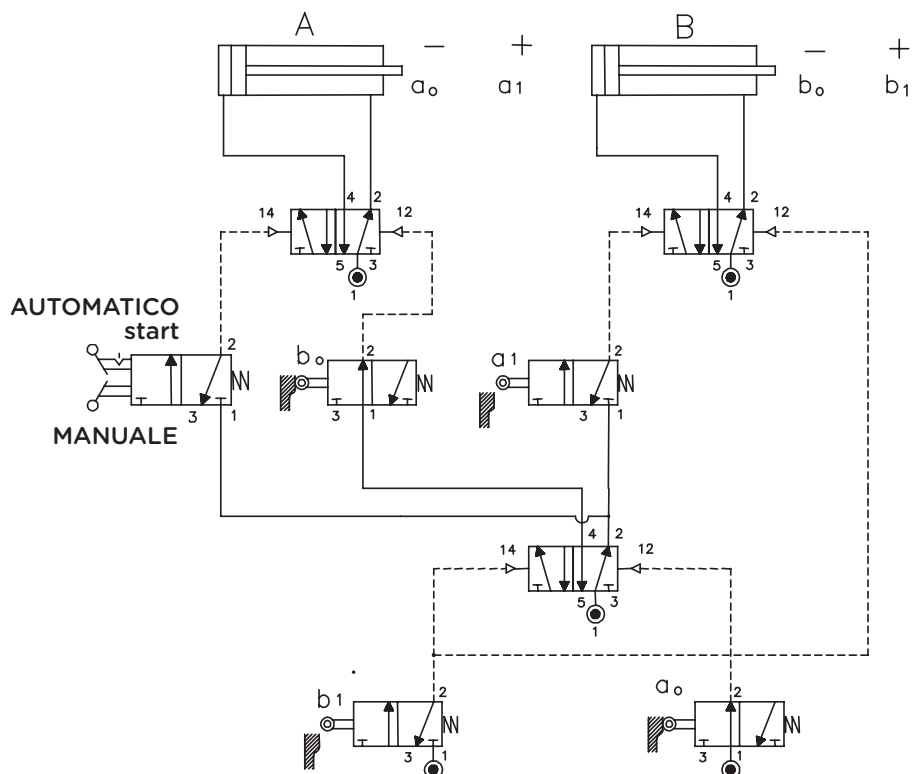 A − + B − +
a₀ a₁ b₀ b₁
4 2 4 2
14 12 14 12
5 3 5 3
1 1
AUTOMATICO
start
2 b₀ 2 a₁ 2
3 1 3 1 3 1
MANUALE
4 2
14 12
5 3
1
b1 2 a₀ 2
3 1 3 1